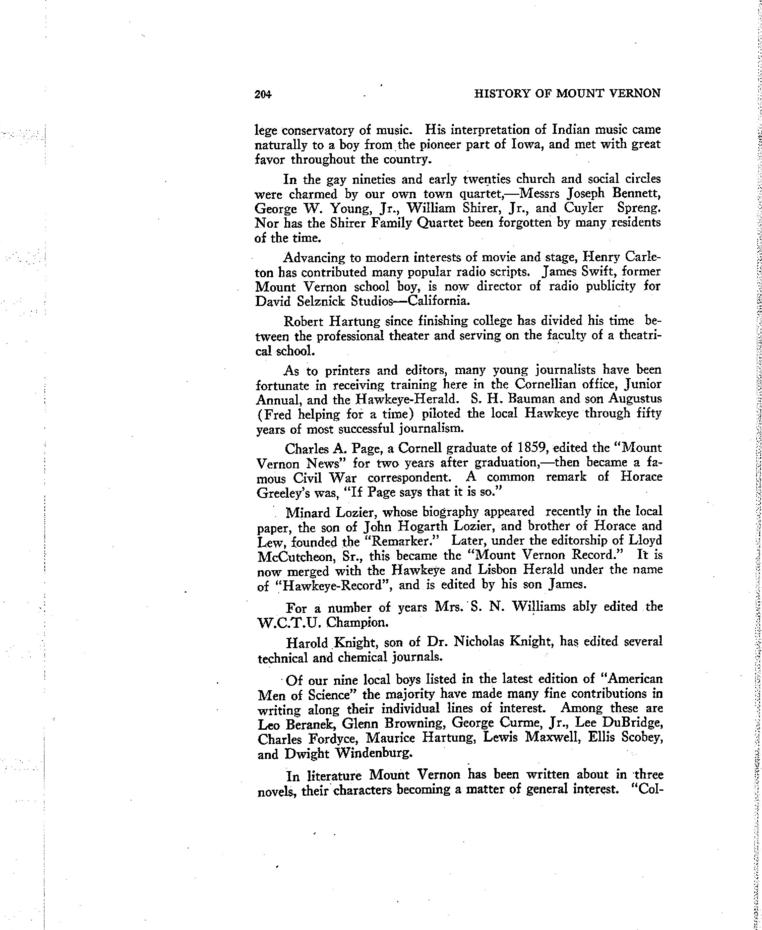 204 HISTORY OF MOUNT VERNON
lege conservatory of music. His interpretation of Indian music came
naturally to a boy from the pioneer part of Iowa, and met with great
favor throughout the country.
In the gay nineties and early twenties church and social circles
were charmed by our own town quartet,—Messrs Joseph Bennett,
George W. Young, Jr., William Shirer, Jr., and Cuyler Spreng.
Nor has the Shirer Family Quartet been forgotten by many residents
of the time.
Advancing to modern interests of movie and stage, Henry Carle-
ton has contributed many popular radio scripts. James Swift, former
Mount Vernon school boy, is now director of radio publicity for
David Selznick Studios—California.
Robert Hartung since finishing college has divided his time be-
tween the professional theater and serving on the faculty of a theatri-
cal school.
As to printers and editors, many young journalists have been
fortunate in receiving training here in the Cornellian office, Junior
Annual, and the Hawkeye-Herald. S. H. Bauman and son Augustus
(Fred helping for a time) piloted the local Hawkeye through fifty
years of most successful journalism.
Charles A. Page, a Cornell graduate of 1859, edited the "Mount
Vernon News" for two years after graduation,—then became a fa-
mous Civil War correspondent. A common remark of Horace
Greeley's was, "If Page says that it is so."
Minard Lozier, whose biography appeared recently in the local
paper, the son of John Hogarth Lozier, and brother of Horace and
Lew, founded the "Remarker." Later, under the editorship of Lloyd
McCutcheon, Sr., this became the "Mount Vernon Record." It is
now merged with the Hawkeye and Lisbon Herald under the name
of "Hawkeye-Record", and is edited by his son James.
For a number of years Mrs. S. N. Williams ably edited the
W.C.T.U. Champion.
Harold Knight, son of Dr. Nicholas Knight, has edited several
technical and chemical journals.
Of our nine local boys listed in the latest edition of "American
Men of Science" the majority have made many fine contributions in
writing along their individual lines of interest. Among these are
Leo Beranek, Glenn Browning, George Curme, Jr., Lee DuBridge,
Charles Fordyce, Maurice Hartung, Lewis Maxwell, Ellis Scobey,
and Dwight Windenburg.
In literature Mount Vernon has been written about in three
novels, their characters becoming a matter of general interest. "Col-